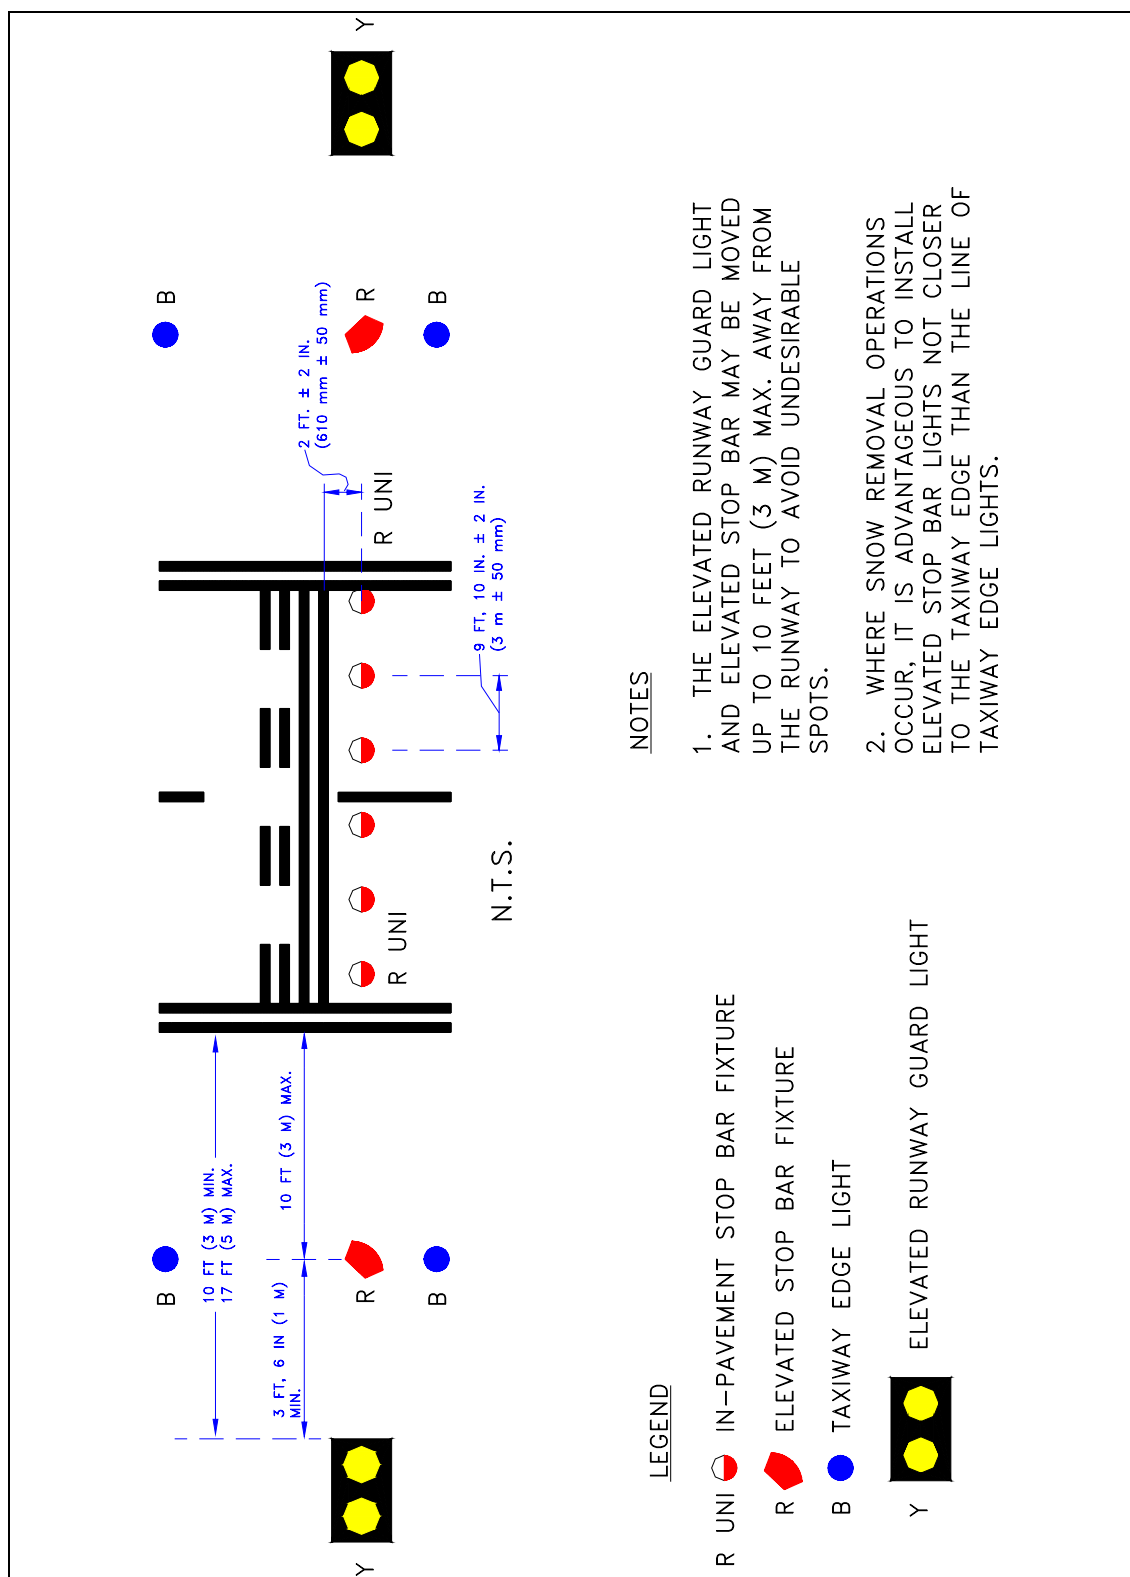 Y
Y
B
B
B
B
R
R
10 FT (3 M) MIN.
17 FT (5 M) MAX.
3 FT, 6 IN (1 M)
MIN.
10 FT (3 M) MAX.
2 FT. ± 2 IN.
(610 mm ± 50 mm)
R UNI
R UNI
9 FT, 10 IN. ± 2 IN.
(3 m ± 50 mm)
N.T.S.
LEGEND
R UNI IN-PAVEMENT STOP BAR FIXTURE
R ELEVATED STOP BAR FIXTURE
B TAXIWAY EDGE LIGHT
Y ELEVATED RUNWAY GUARD LIGHT
NOTES
1. THE ELEVATED RUNWAY GUARD LIGHT
AND ELEVATED STOP BAR MAY BE MOVED
UP TO 10 FEET (3 M) MAX. AWAY FROM
THE RUNWAY TO AVOID UNDESIRABLE
SPOTS.
2. WHERE SNOW REMOVAL OPERATIONS
OCCUR, IT IS ADVANTAGEOUS TO INSTALL
ELEVATED STOP BAR LIGHTS NOT CLOSER
TO THE TAXIWAY EDGE THAN THE LINE OF
TAXIWAY EDGE LIGHTS.